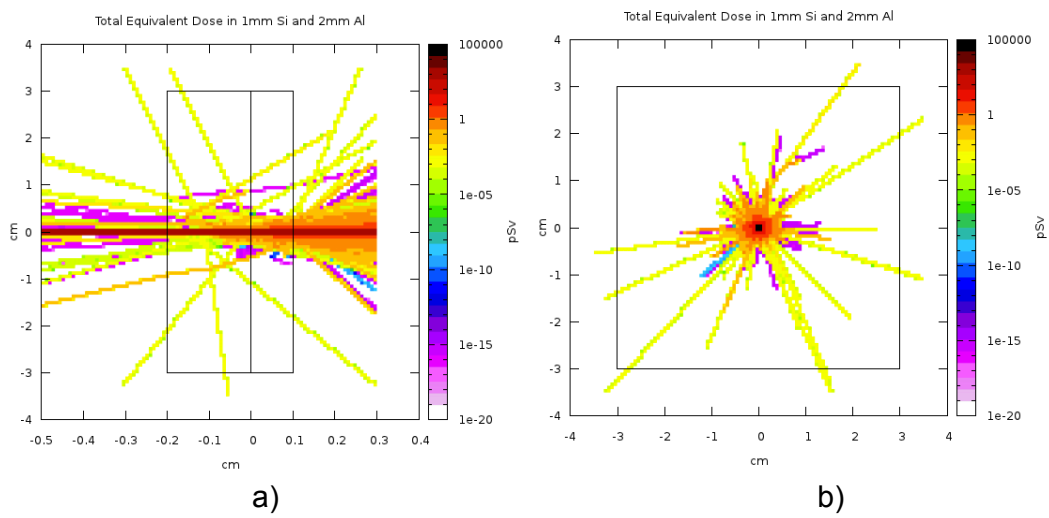 Total Equivalent Dose in 1mm Si and 2mm Al
4
3
2
1
0
-1
-2
-3
-4
cm
-0.5
-0.4
-0.3
-0.2
-0.1
0
0.1
0.2
0.3
0.4
cm
100000
1
1e-05
1e-10
1e-15
1e-20
pSv
a)
Total Equivalent Dose in 1mm Si and 2mm Al
4
3
2
1
0
-1
-2
-3
-4
cm
-4
-3
-2
-1
0
1
2
3
4
cm
100000
1
1e-05
1e-10
1e-15
1e-20
pSv
b)